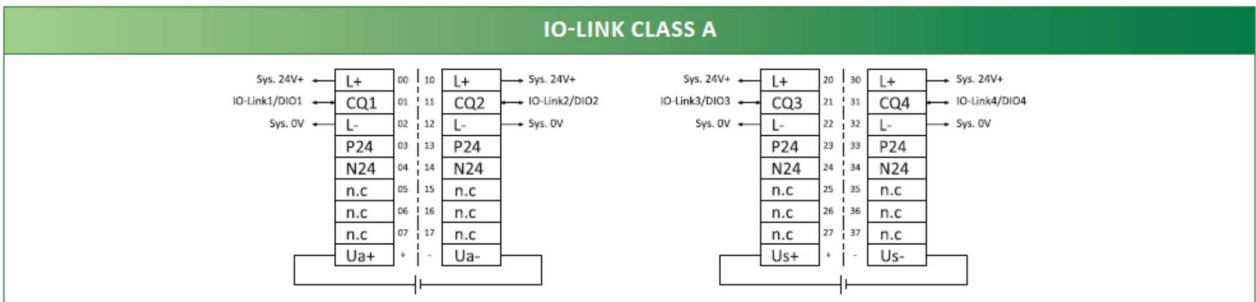 IO-LINK CLASS A
Sys. 24V+ L+ 00 10 L+ Sys. 24V+ Sys. 24V+ L+ 20 30 L+ Sys. 24V+
IO-Link1/DIO1 CQ1 01 11 CQ2 IO-Link2/DIO2 IO-Link3/DIO3 CQ3 21 31 CQ4 IO-Link4/DIO4
Sys. 0V L- 02 12 L- Sys. 0V Sys. 0V L- 22 32 L- Sys. 0V
P24 03 13 P24 P24 23 33 P24
N24 04 14 N24 N24 24 34 N24
n.c 05 15 n.c n.c 25 35 n.c
n.c 06 16 n.c n.c 26 36 n.c
n.c 07 17 n.c n.c 27 37 n.c
Ua+ + - Ua- Us+ + - Us-